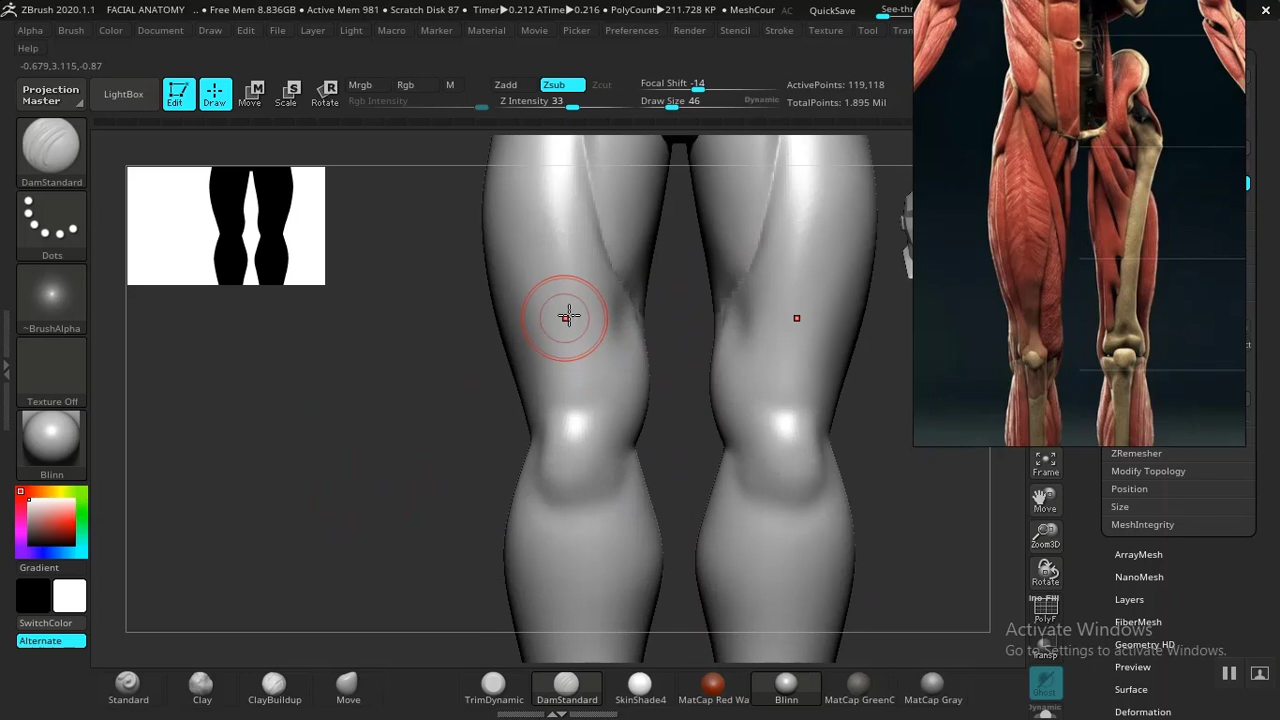 ZBrush 2020.1.1 FACIAL ANATOMY .. ● Free Mem 8.836GB ● Active Mem 981 ● Scratch Disk 87 ● Timer▶0.212 ATime▶0.216 ● PolyCount▶211.728 KP ● MeshCour AC QuickSave See-thr
Alpha Brush Color Document Draw Edit File Layer Light Macro Marker Material Movie Picker Preferences Render Stencil Stroke Texture Tool Tran
Help
-0.679,3.115,-0.87
Projection Master
LightBox
Edit
Draw
Move
Scale
Rotate
Mrgb Rgb M
Rgb Intensity
Zadd Zsub Zcut
Z Intensity 33
Focal Shift -14
Draw Size 46 Dynamic
ActivePoints: 119,118
TotalPoints: 1.895 Mil
DamStandard
Dots
~BrushAlpha
Texture Off
Blinn
Gradient
SwitchColor
Alternate
Frame
Move
Zoom3D
Rotate
PolyF
Transp
Ghost
Dynamic
ZRemesher
Modify Topology
Position
Size
MeshIntegrity
ArrayMesh
NanoMesh
Layers
FiberMesh
Geometry HD
Preview
Surface
Deformation
Activate Windows
Go to Settings to activate Windows.
Standard Clay ClayBuildup Move TrimDynamic DamStandard SkinShade4 MatCap Red Wa Blinn MatCap GreenC MatCap Gray